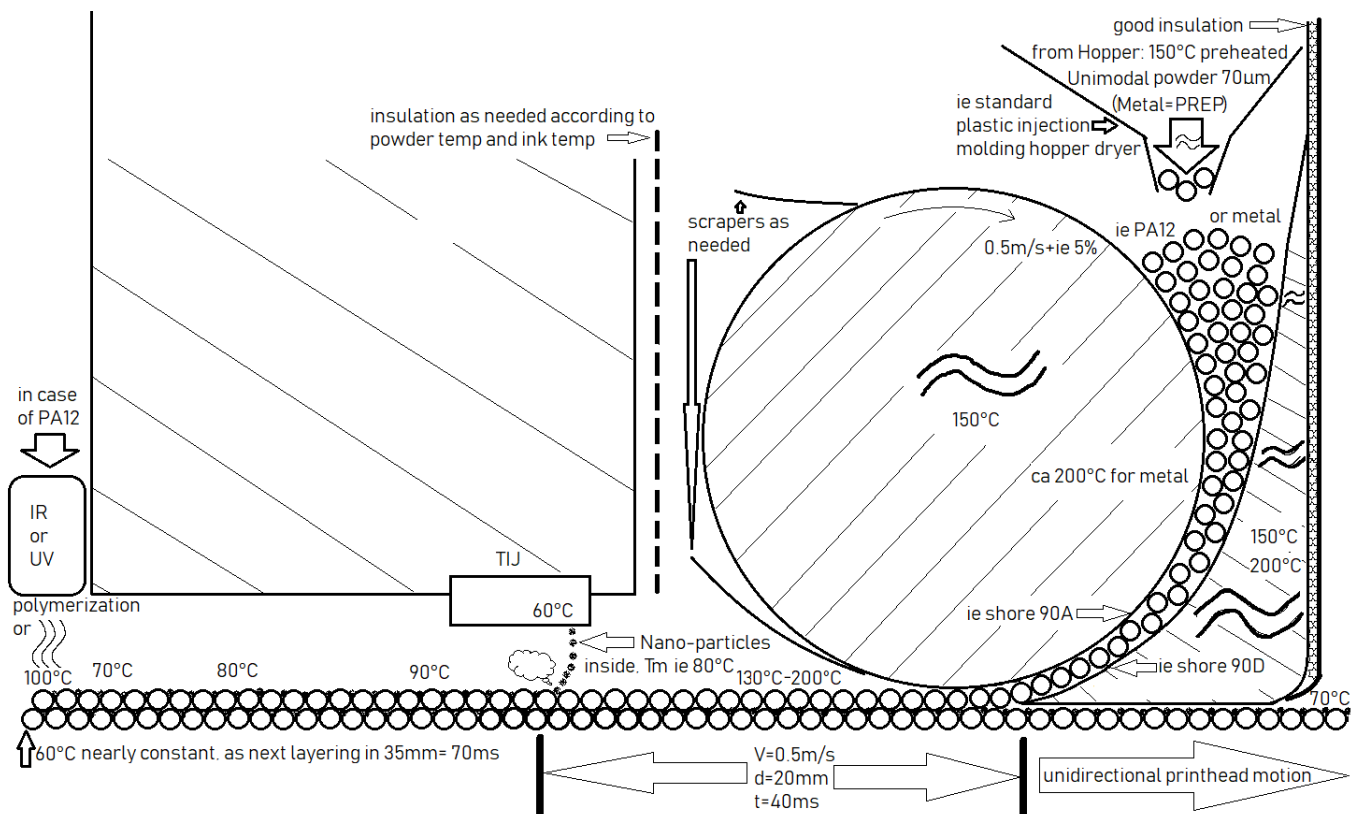 good insulation
from Hopper: 150°C preheated
Unimodal powder 70µm
(Metal=PREP)
ie standard
plastic injection
molding hopper dryer
insulation as needed according to
powder temp and ink temp
scrapers as
needed
ie PA12
or metal
0.5m/s+ie 5%
150°C
ca 200°C for metal
150°C
200°C
in case
of PA12
IR
or
UV
TIJ
60°C
polymerization
or
ie shore 90A
Nano-particles
inside. Tm ie 80°C
ie shore 90D
100°C
70°C
80°C
90°C
130°C-200°C
70°C
60°C nearly constant. as next layering in 35mm= 70ms
V=0.5m/s
d=20mm
t=40ms
unidirectional printhead motion